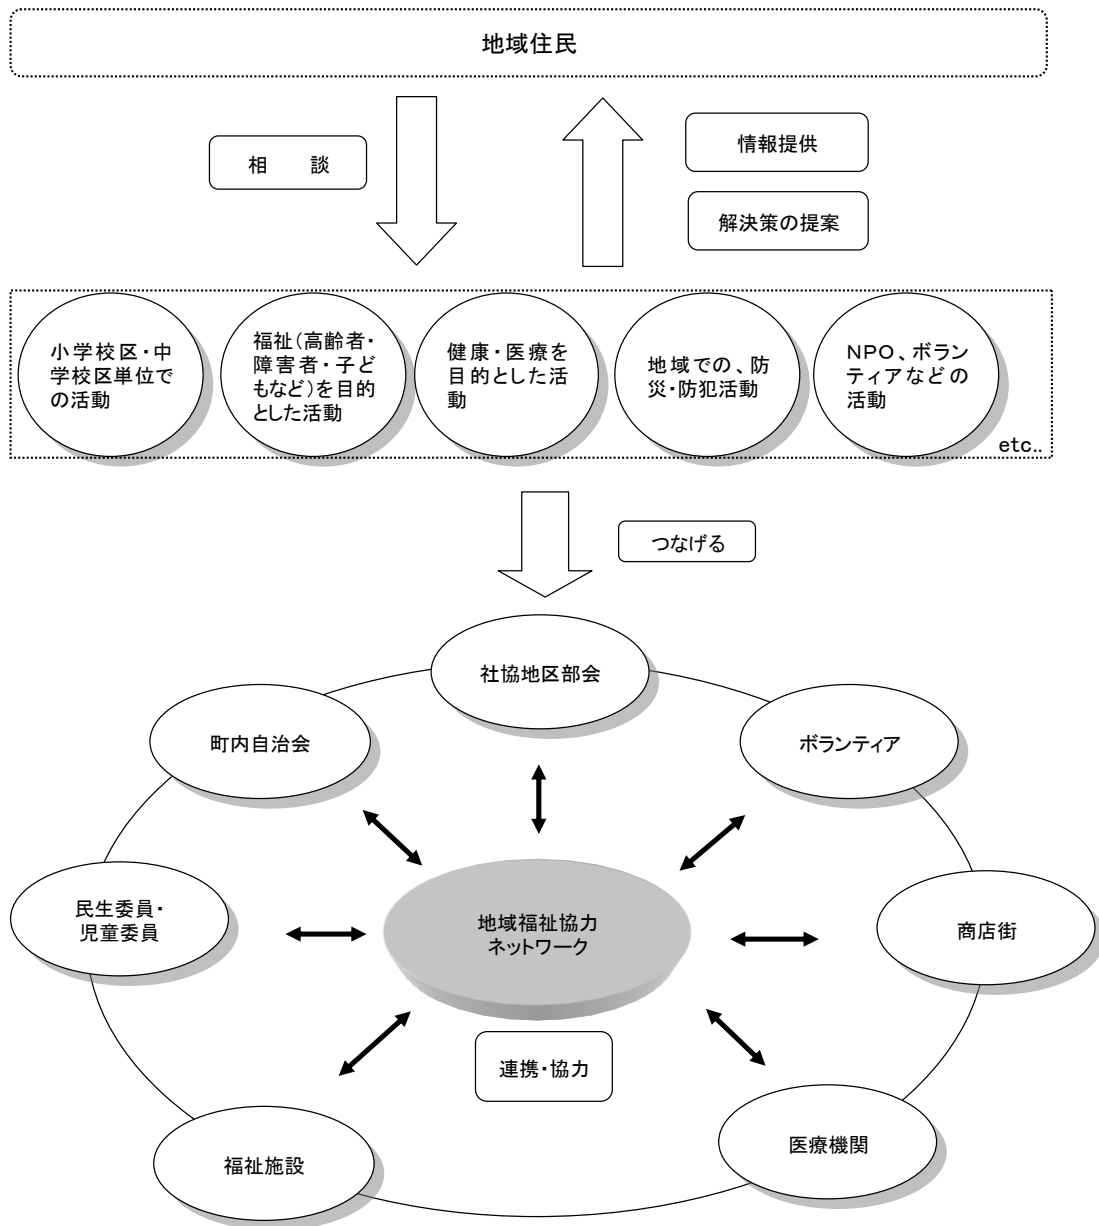 地域住民
相　　談
情報提供
解決策の提案
小学校区・中
学校区単位で
の活動
福祉（高齢者・
障害者・子ど
もなど）を目的
とした活動
健康・医療を
目的とした活
動
地域での、防
災・防犯活動
ＮＰＯ、ボラン
ティアなどの
活動
etc..
つなげる
社協地区部会
町内自治会
ボランティア
民生委員・
児童委員
地域福祉協力
ネットワーク
商店街
連携・協力
福祉施設
医療機関